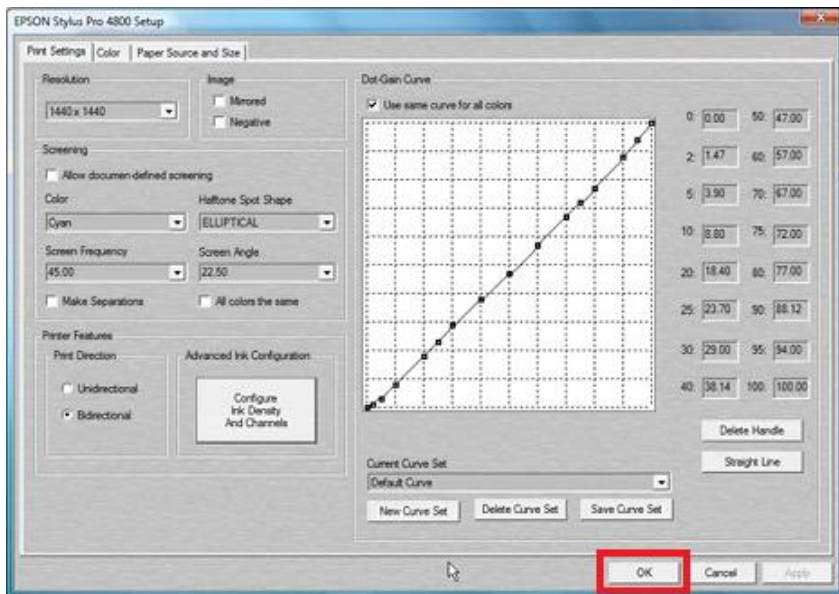 EPSON Stylus Pro 4800 Setup
Print Settings
Color
Paper Source and Size
Resolution
1440 x 1440
Image
Mirrored
Negative
Screening
Allow documen-defined screening
Color
Halftone Spot Shape
Cyan
ELLIPTICAL
Screen Frequency
Screen Angle
45.00
22.50
Make Separations
All colors the same
Printer Features
Print Direction
Unidirectional
Bidirectional
Advanced Ink Configuration
Configure
Ink Density
And Channels
Dot-Gain Curve
Use same curve for all colors
0: 0.00 50: 47.00
2: 1.47 60: 57.00
5: 3.90 70: 67.00
10: 8.80 75: 72.00
20: 18.40 80: 77.00
25: 23.70 90: 88.12
30: 29.00 95: 94.00
40: 38.14 100: 100.00
Delete Handle
Straight Line
Current Curve Set
Default Curve
New Curve Set
Delete Curve Set
Save Curve Set
OK
Cancel
Apply